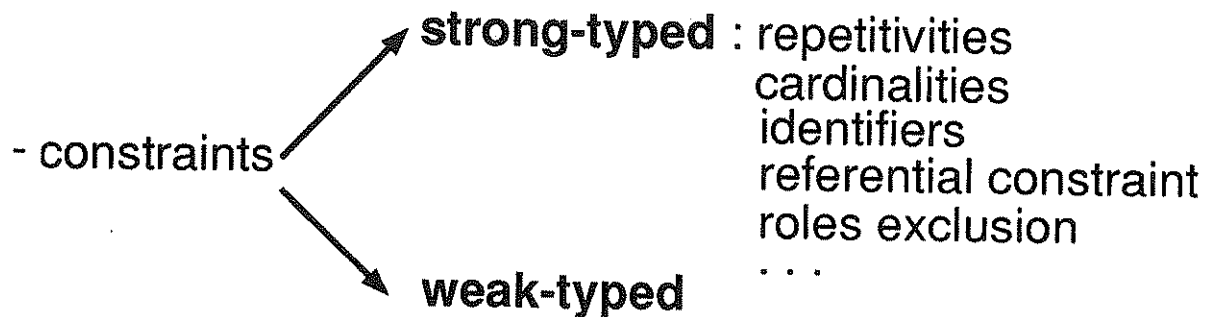 strong-typed : repetitivities
cardinalities
- constraints
identifiers
referential constraint
roles exclusion
. . .
weak-typed